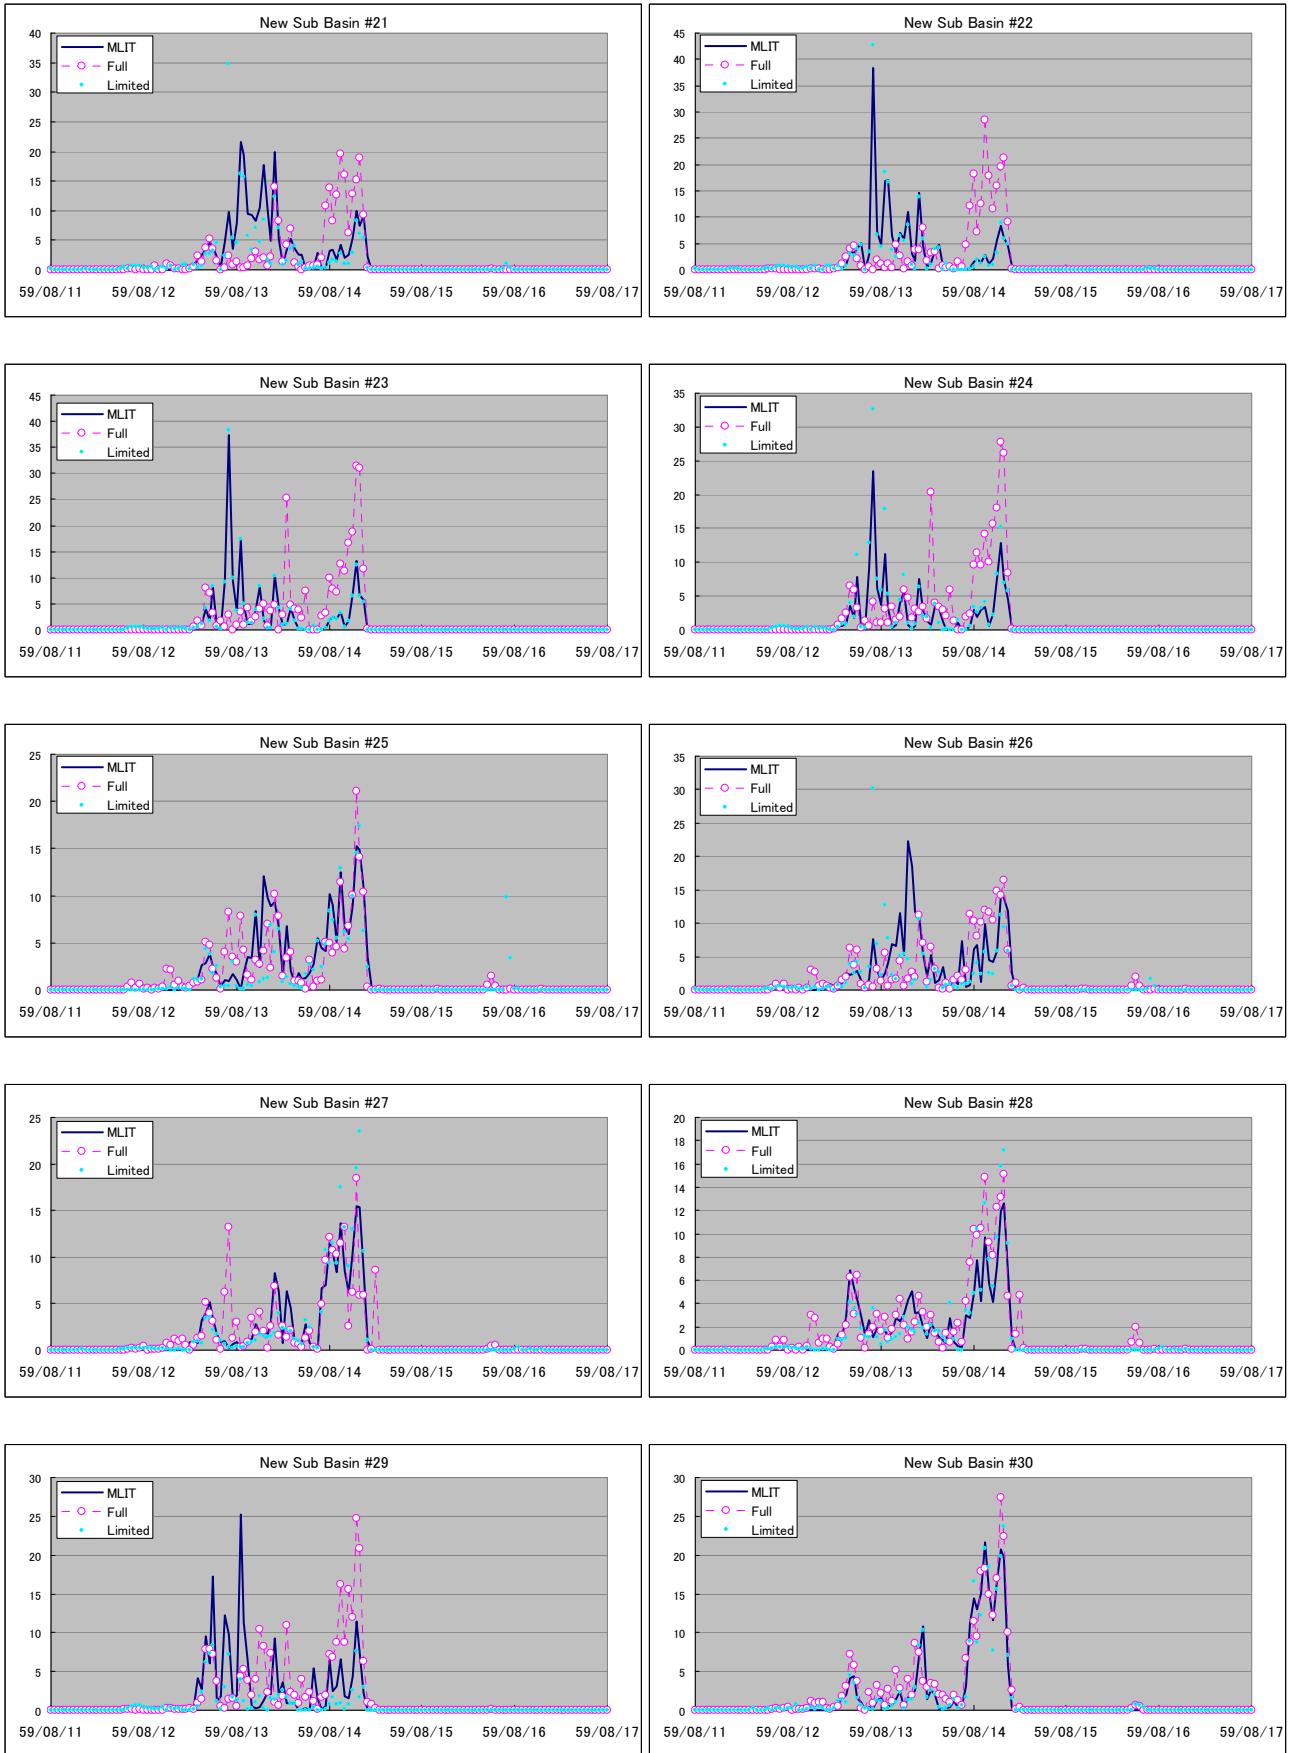 New Sub Basin #21
40
35
30
25
20
15
10
5
0
MLIT
Full
Limited
59/08/11 59/08/12 59/08/13 59/08/14 59/08/15 59/08/16 59/08/17
New Sub Basin #22
45
40
35
30
25
20
15
10
5
0
MLIT
Full
Limited
59/08/11 59/08/12 59/08/13 59/08/14 59/08/15 59/08/16 59/08/17
New Sub Basin #23
45
40
35
30
25
20
15
10
5
0
MLIT
Full
Limited
59/08/11 59/08/12 59/08/13 59/08/14 59/08/15 59/08/16 59/08/17
New Sub Basin #24
35
30
25
20
15
10
5
0
MLIT
Full
Limited
59/08/11 59/08/12 59/08/13 59/08/14 59/08/15 59/08/16 59/08/17
New Sub Basin #25
25
20
15
10
5
0
MLIT
Full
Limited
59/08/11 59/08/12 59/08/13 59/08/14 59/08/15 59/08/16 59/08/17
New Sub Basin #26
35
30
25
20
15
10
5
0
MLIT
Full
Limited
59/08/11 59/08/12 59/08/13 59/08/14 59/08/15 59/08/16 59/08/17
New Sub Basin #27
25
20
15
10
5
0
MLIT
Full
Limited
59/08/11 59/08/12 59/08/13 59/08/14 59/08/15 59/08/16 59/08/17
New Sub Basin #28
20
18
16
14
12
10
8
6
4
2
0
MLIT
Full
Limited
59/08/11 59/08/12 59/08/13 59/08/14 59/08/15 59/08/16 59/08/17
New Sub Basin #29
30
25
20
15
10
5
0
MLIT
Full
Limited
59/08/11 59/08/12 59/08/13 59/08/14 59/08/15 59/08/16 59/08/17
New Sub Basin #30
30
25
20
15
10
5
0
MLIT
Full
Limited
59/08/11 59/08/12 59/08/13 59/08/14 59/08/15 59/08/16 59/08/17